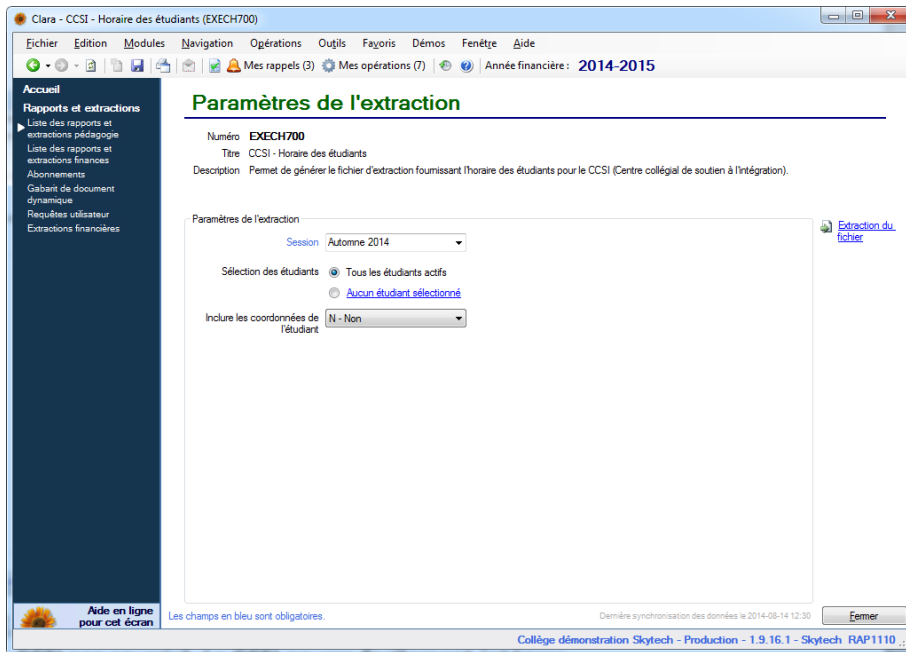 Clara - CCSI - Horaire des étudiants (EXECH700)
Fichier Edition Modules Navigation Opérations Outils Favoris Démos Fenêtre Aide
Mes rappels (3) Mes opérations (7) Année financière : 2014-2015
Accueil
Rapports et extractions
Liste des rapports et
extractions pédagogie
Liste des rapports et
extractions finances
Abonnements
Gabarit de document
dynamique
Requêtes utilisateur
Extractions financières
Paramètres de l'extraction
Numéro EXECH700
Titre CCSI - Horaire des étudiants
Description Permet de générer le fichier d'extraction fournissant l'horaire des étudiants pour le CCSI (Centre collégial de soutien à l'intégration).
Paramètres de l'extraction
Session Automne 2014
Sélection des étudiants Tous les étudiants actifs
Aucun étudiant sélectionné
Inclure les coordonnées de
l'étudiant
N - Non
Extraction du
fichier
Aide en ligne
pour cet écran
Les champs en bleu sont obligatoires.
Dernière synchronisation des données le 2014-08-14 12:30
Fermer
Collège démonstration Skytech - Production - 1.9.16.1 - Skytech RAP1110